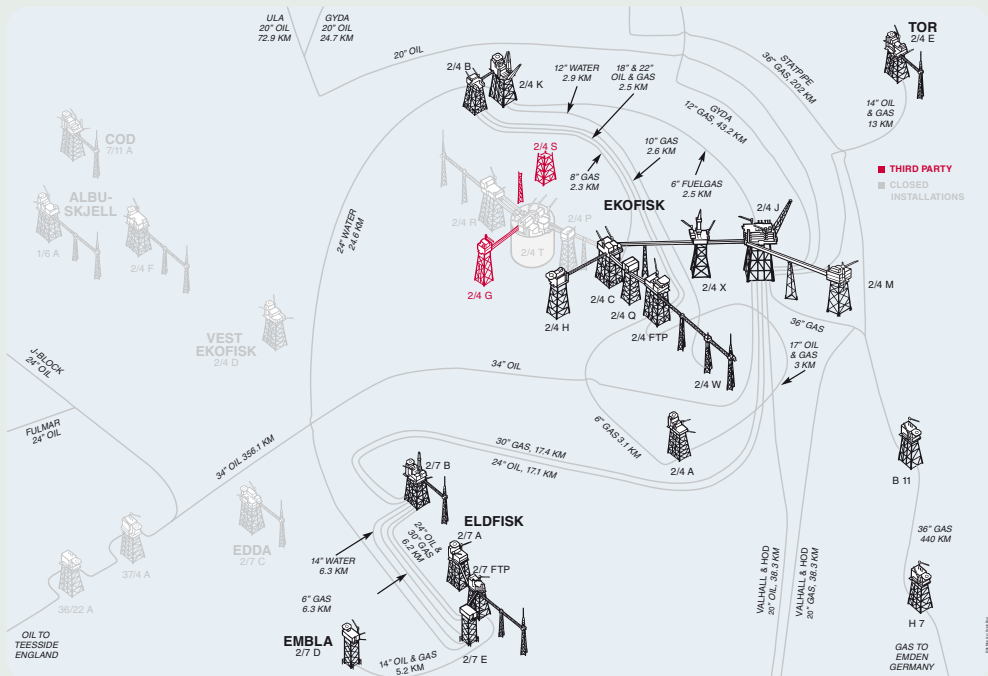 ULA
20" OIL
72.9 KM
GYDA
20" OIL
24.7 KM
20" OIL
2/4 B
2/4 K
12" WATER
2.9 KM
18" & 22"
OIL & GAS
2.5 KM
STATPIPE
36" GAS, 202 KM
TOR
2/4 E
14" OIL
& GAS
13 KM
GYDA
12" GAS, 43.2 KM
10" GAS
2.6 KM
8" GAS
2.3 KM
6" FUELGAS
2.5 KM
THIRD PARTY
CLOSED
INSTALLATIONS
COD
7/11 A
ALBU-
SKJELL
1/6 A
2/4 F
24" WATER
24.6 KM
2/4 S
2/4 R
2/4 P
2/4 T
2/4 G
EKOFISK
2/4 J
2/4 H
2/4 C
2/4 Q
2/4 FTP
2/4 X
2/4 M
2/4 W
36" GAS
17" OIL
& GAS
3 KM
VEST
EKOFISK
2/4 D
J-BLOCK
24" OIL
FULMAR
24" OIL
34" OIL
34" OIL 356.1 KM
6" GAS 3.1 KM
2/4 A
30" GAS, 17.4 KM
24" OIL, 17.1 KM
B 11
2/7 B
ELDFISK
2/7 A
2/7 FTP
2/7 E
24" OIL &
30" GAS
6.2 KM
EDDA
2/7 C
37/4 A
36/22 A
14" WATER
6.3 KM
6" GAS
6.3 KM
EMBLA
2/7 D
14" OIL & GAS
5.2 KM
VALHALL & HOD
20" OIL, 38.3 KM
VALHALL & HOD
20" GAS, 38.3 KM
36" GAS
440 KM
H 7
OIL TO
TEESSIDE
ENGLAND
GAS TO
EMDEN
GERMANY